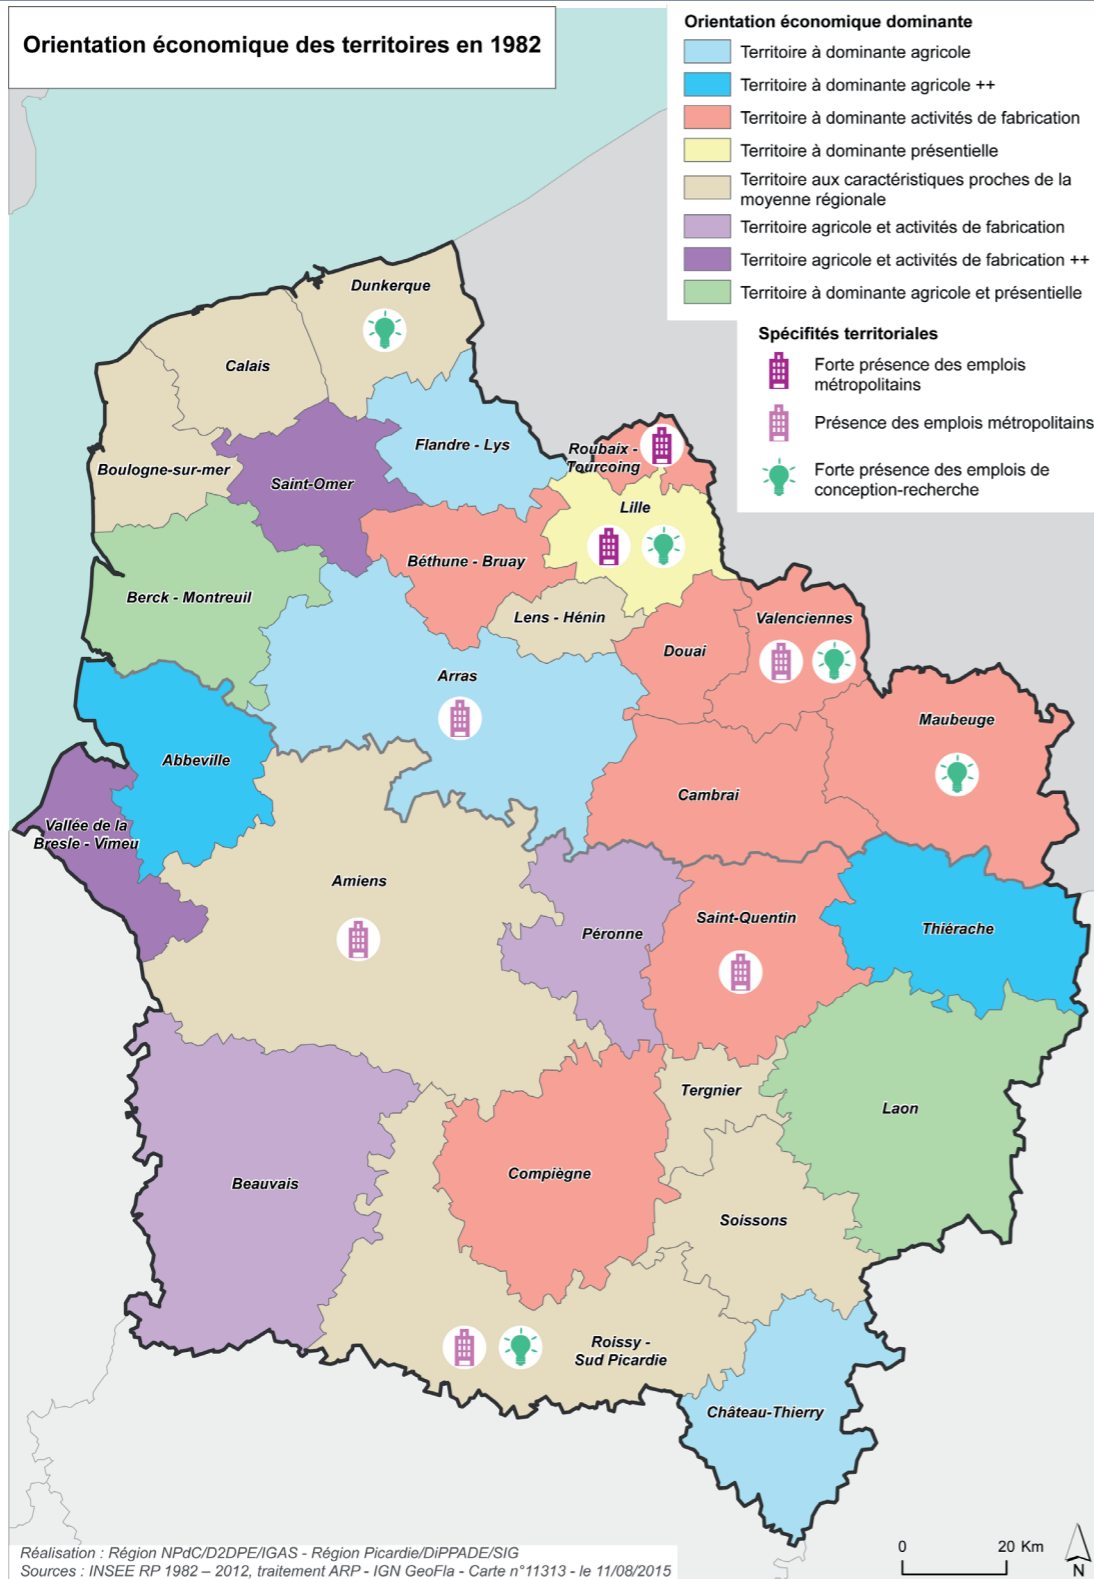 Orientation économique des territoires en 1982
Orientation économique dominante
Territoire à dominante agricole
Territoire à dominante agricole ++
Territoire à dominante activités de fabrication
Territoire à dominante présentielle
Territoire aux caractéristiques proches de la
moyenne régionale
Territoire agricole et activités de fabrication
Territoire agricole et activités de fabrication ++
Territoire à dominante agricole et présentielle
Spécifités territoriales
Forte présence des emplois
métropolitains
Présence des emplois métropolitains
Forte présence des emplois de
conception-recherche
Dunkerque
Calais
Flandre - Lys
Roubaix -
Tourcoing
Boulogne-sur-mer
Saint-Omer
Lille
Béthune - Bruay
Berck - Montreuil
Lens - Hénin
Valenciennes
Douai
Arras
Maubeuge
Abbeville
Cambrai
Vallée de la
Bresle - Vimeu
Amiens
Saint-Quentin
Péronne
Thiérache
Tergnier
Laon
Beauvais
Compiègne
Soissons
Roissy -
Sud Picardie
Château-Thierry
Réalisation : Région NPdC/D2DPE/IGAS - Région Picardie/DiPPADE/SIG
Sources : INSEE RP 1982 – 2012, traitement ARP - IGN GeoFla - Carte n°11313 - le 11/08/2015
0 20 Km
N